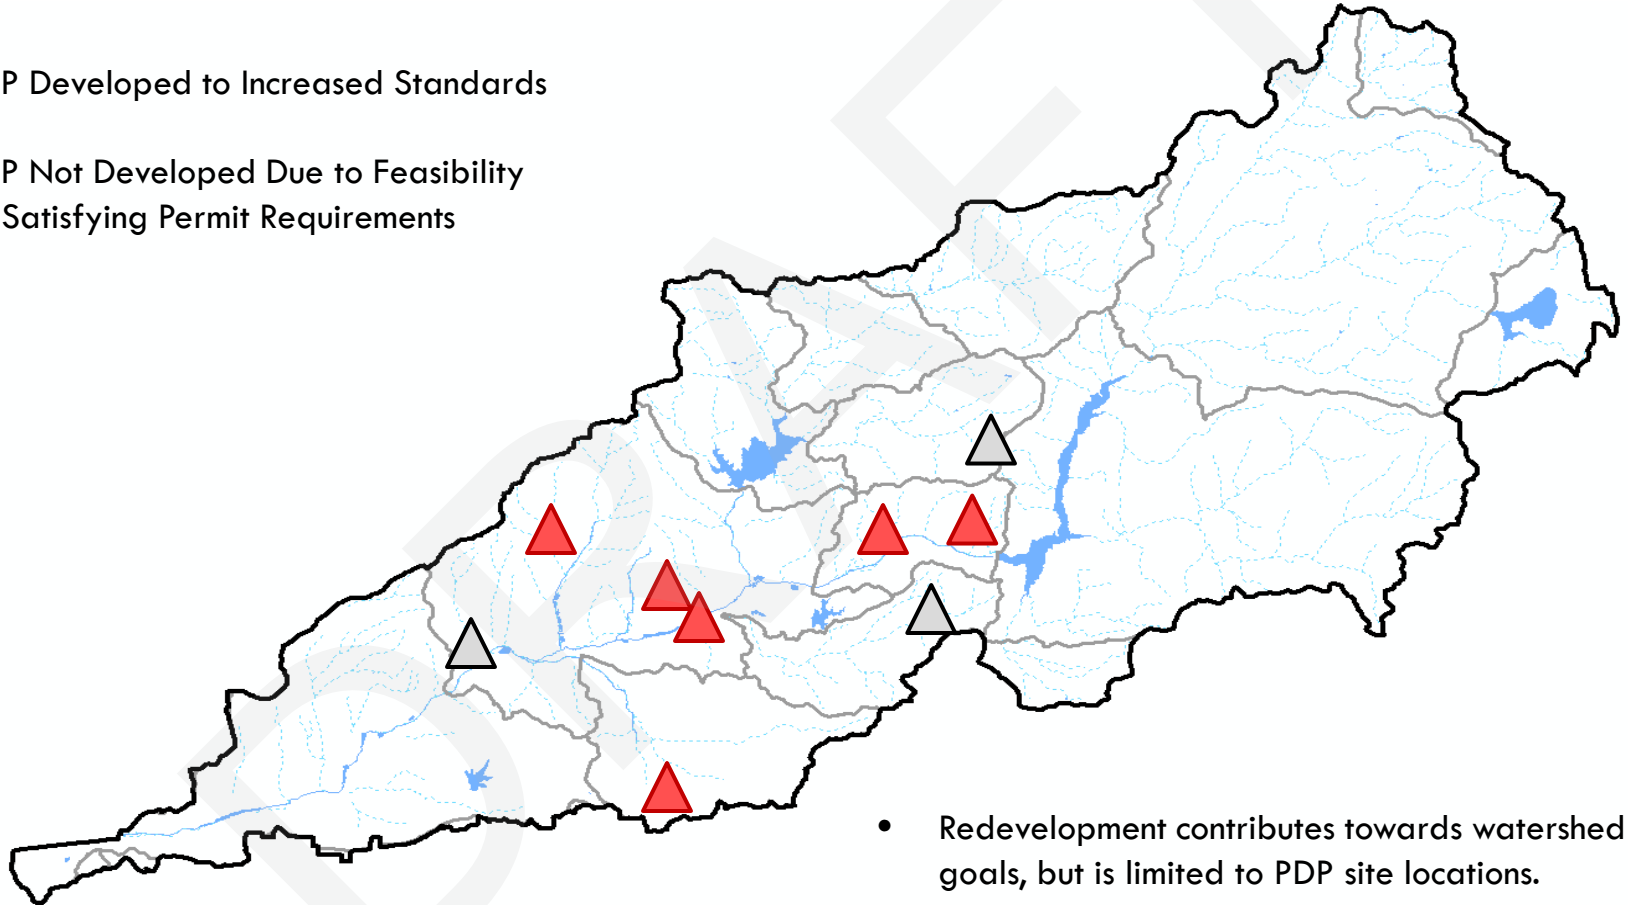 P Developed to Increased Standards
P Not Developed Due to Feasibility
Satisfying Permit Requirements
DRAFT
• Redevelopment contributes towards watershed
goals, but is limited to PDP site locations.